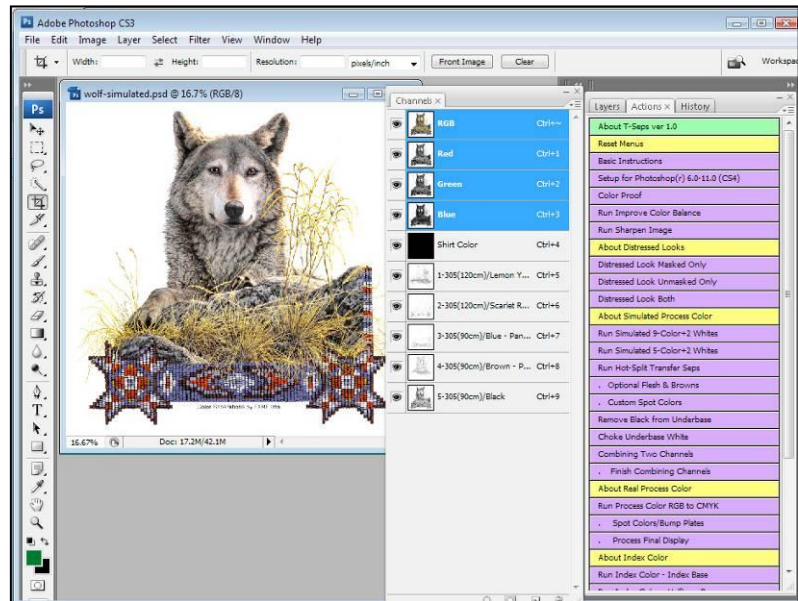 Adobe Photoshop CS3
File Edit Image Layer Select Filter View Window Help
Width: Height: Resolution: pixels/inch Front Image Clear Workspac
wolf-simulated.psd @ 16.7% (RGB/8)
Ps
T
16.67% Doc: 17.2M/42.1M
Channels ×
RGB Ctrl+~
Red Ctrl+1
Green Ctrl+2
Blue Ctrl+3
Shirt Color Ctrl+4
1-305(120cm)/Lemon Y... Ctrl+5
2-305(120cm)/Scarlet R... Ctrl+6
3-305(90cm)/Blue - Pan... Ctrl+7
4-305(90cm)/Brown - P... Ctrl+8
5-305(90cm)/Black Ctrl+9
Layers Actions × History
About T-Seps ver 1.0
Reset Menus
Basic Instructions
Setup for Photoshop(r) 6.0-11.0 (CS4)
Color Proof
Run Improve Color Balance
Run Sharpen Image
About Distressed Looks
Distressed Look Masked Only
Distressed Look Unmasked Only
Distressed Look Both
About Simulated Process Color
Run Simulated 9-Color+2 Whites
Run Simulated 5-Color+2 Whites
Run Hot-Split Transfer Seps
. Optional Flesh & Browns
. Custom Spot Colors
Remove Black from Underbase
Choke Underbase White
Combining Two Channels
. Finish Combining Channels
About Real Process Color
Run Process Color RGB to CMYK
. Spot Colors/Bump Plates
. Process Final Display
About Index Color
Run Index Color - Index Base